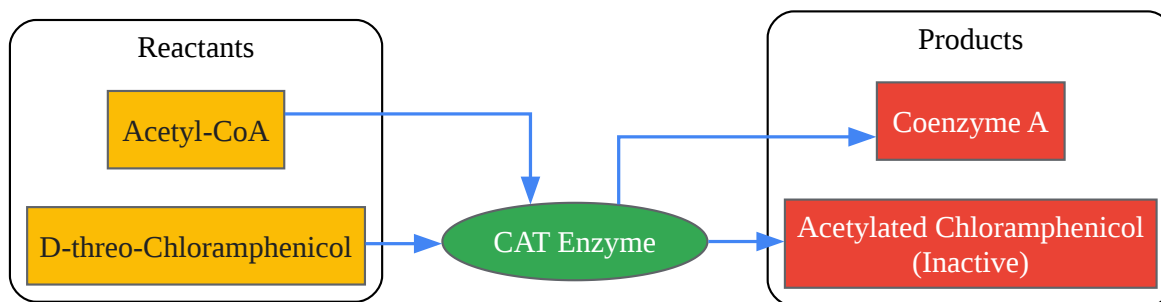 Reactants
Acetyl-CoA
D-threo-Chloramphenicol
CAT Enzyme
Products
Coenzyme A
Acetylated Chloramphenicol
(Inactive)